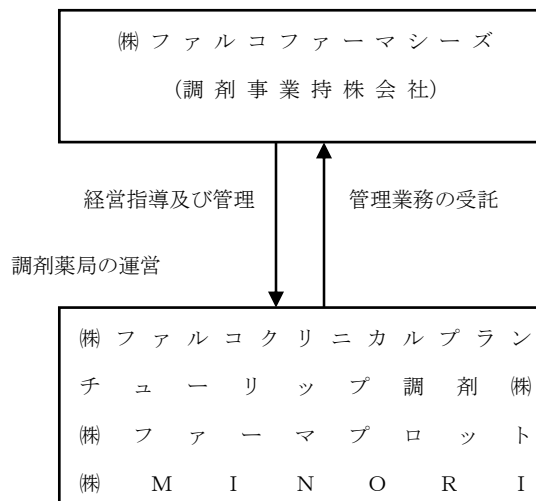 ㈱ファルコファーマシーズ
(調剤事業持株会社)
経営指導及び管理 管理業務の受託
調剤薬局の運営
㈱ファルコクリニカルプラン
チューリップ調剤㈱
㈱ファーマプロット
㈱MINORI